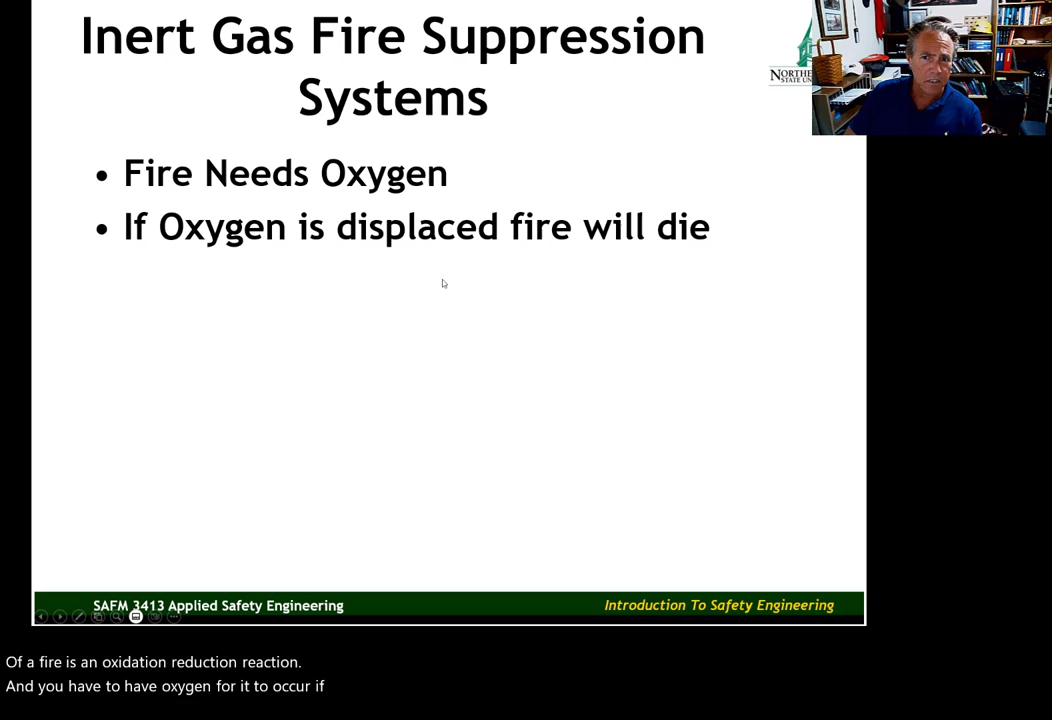 Inert Gas Fire Suppression
Systems
• Fire Needs Oxygen
• If Oxygen is displaced fire will die
SAFM 3413 Applied Safety Engineering
Introduction To Safety Engineering
Of a fire is an oxidation reduction reaction.
And you have to have oxygen for it to occur if